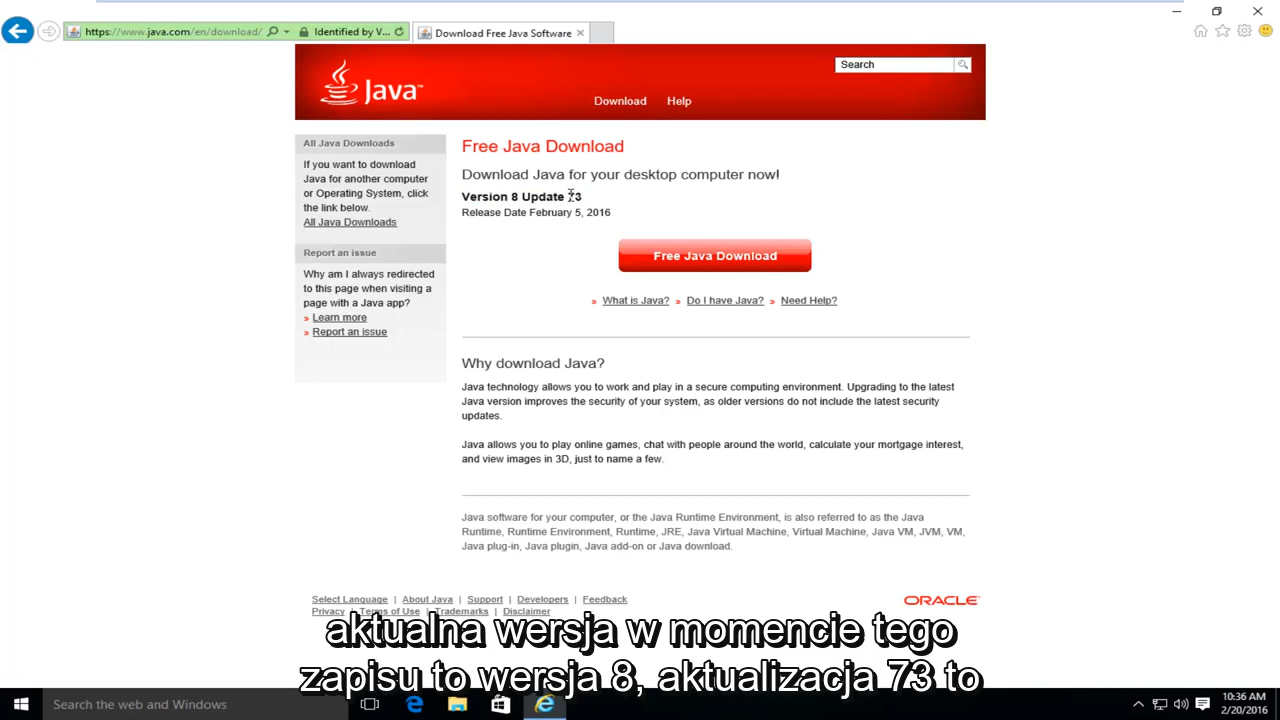 https://www.java.com/en/download/
Identified by V...
Download Free Java Software
Java™
Search
Download
Help
All Java Downloads
If you want to download
Java for another computer
or Operating System, click
the link below.
All Java Downloads
Report an issue
Why am I always redirected
to this page when visiting a
page with a Java app?
» Learn more
» Report an issue
Free Java Download
Download Java for your desktop computer now!
Version 8 Update 73
Release Date February 5, 2016
Free Java Download
» What is Java? » Do I have Java? » Need Help?
Why download Java?
Java technology allows you to work and play in a secure computing environment. Upgrading to the latest
Java version improves the security of your system, as older versions do not include the latest security
updates.
Java allows you to play online games, chat with people around the world, calculate your mortgage interest,
and view images in 3D, just to name a few.
Java software for your computer, or the Java Runtime Environment, is also referred to as the Java
Runtime, Runtime Environment, Runtime, JRE, Java Virtual Machine, Virtual Machine, Java VM, JVM, VM,
Java plug-in, Java plugin, Java add-on or Java download.
Select Language | About Java | Support | Developers | Feedback
Privacy | Terms of Use | Trademarks | Disclaimer
ORACLE
aktualna wersja w momencie tego
zapisu to wersja 8, aktualizacja 73 to
Search the web and Windows
10:36 AM
2/20/2016